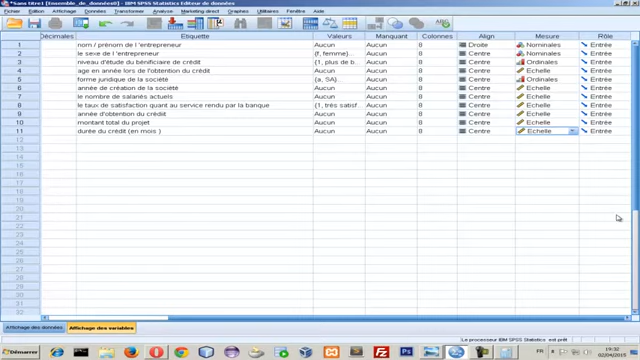 *Sans titre1 [Ensemble_de_données0] - IBM SPSS Statistics Editeur de données
Fichier Edition Affichage Données Transformer Analyse Marketing direct Graphes Utilitaires Fenêtre Aide
Décimales Etiquette Valeurs Manquant Colonnes Align Mesure Rôle
1 nom / prénom de l 'entrepreneur Aucun Aucun 8 Droite Nominales Entrée
2 le sexe de l 'entrepreneur {f, femme}... Aucun 8 Centre Nominales Entrée
3 niveau d'étude du bénificiaire de crédit {1, plus de b... Aucun 8 Centre Ordinales Entrée
4 age en année lors de l'obtention du crédit Aucun Aucun 8 Centre Echelle Entrée
5 forme juridique de la société {a, SA}... Aucun 8 Centre Ordinales Entrée
6 année de création de la société Aucun Aucun 8 Centre Echelle Entrée
7 le nombre de salariés actuels Aucun Aucun 8 Centre Echelle Entrée
8 le taux de satisfaction quant au service rendu par la banque {1, très satisf... Aucun 8 Centre Echelle Entrée
9 année d'obtention du crédit Aucun Aucun 8 Centre Echelle Entrée
10 montant total du projet Aucun Aucun 8 Centre Echelle Entrée
11 durée du crédit (en mois ) Aucun Aucun 8 Centre Echelle Entrée
12
13
14
15
16
17
18
19
20
21
22
23
24
25
26
27
28
29
30
31
32
Affichage des données Affichage des variables
Le processeur IBM SPSS Statistics est prêt
Démarrer FR 19:32
02/04/2015